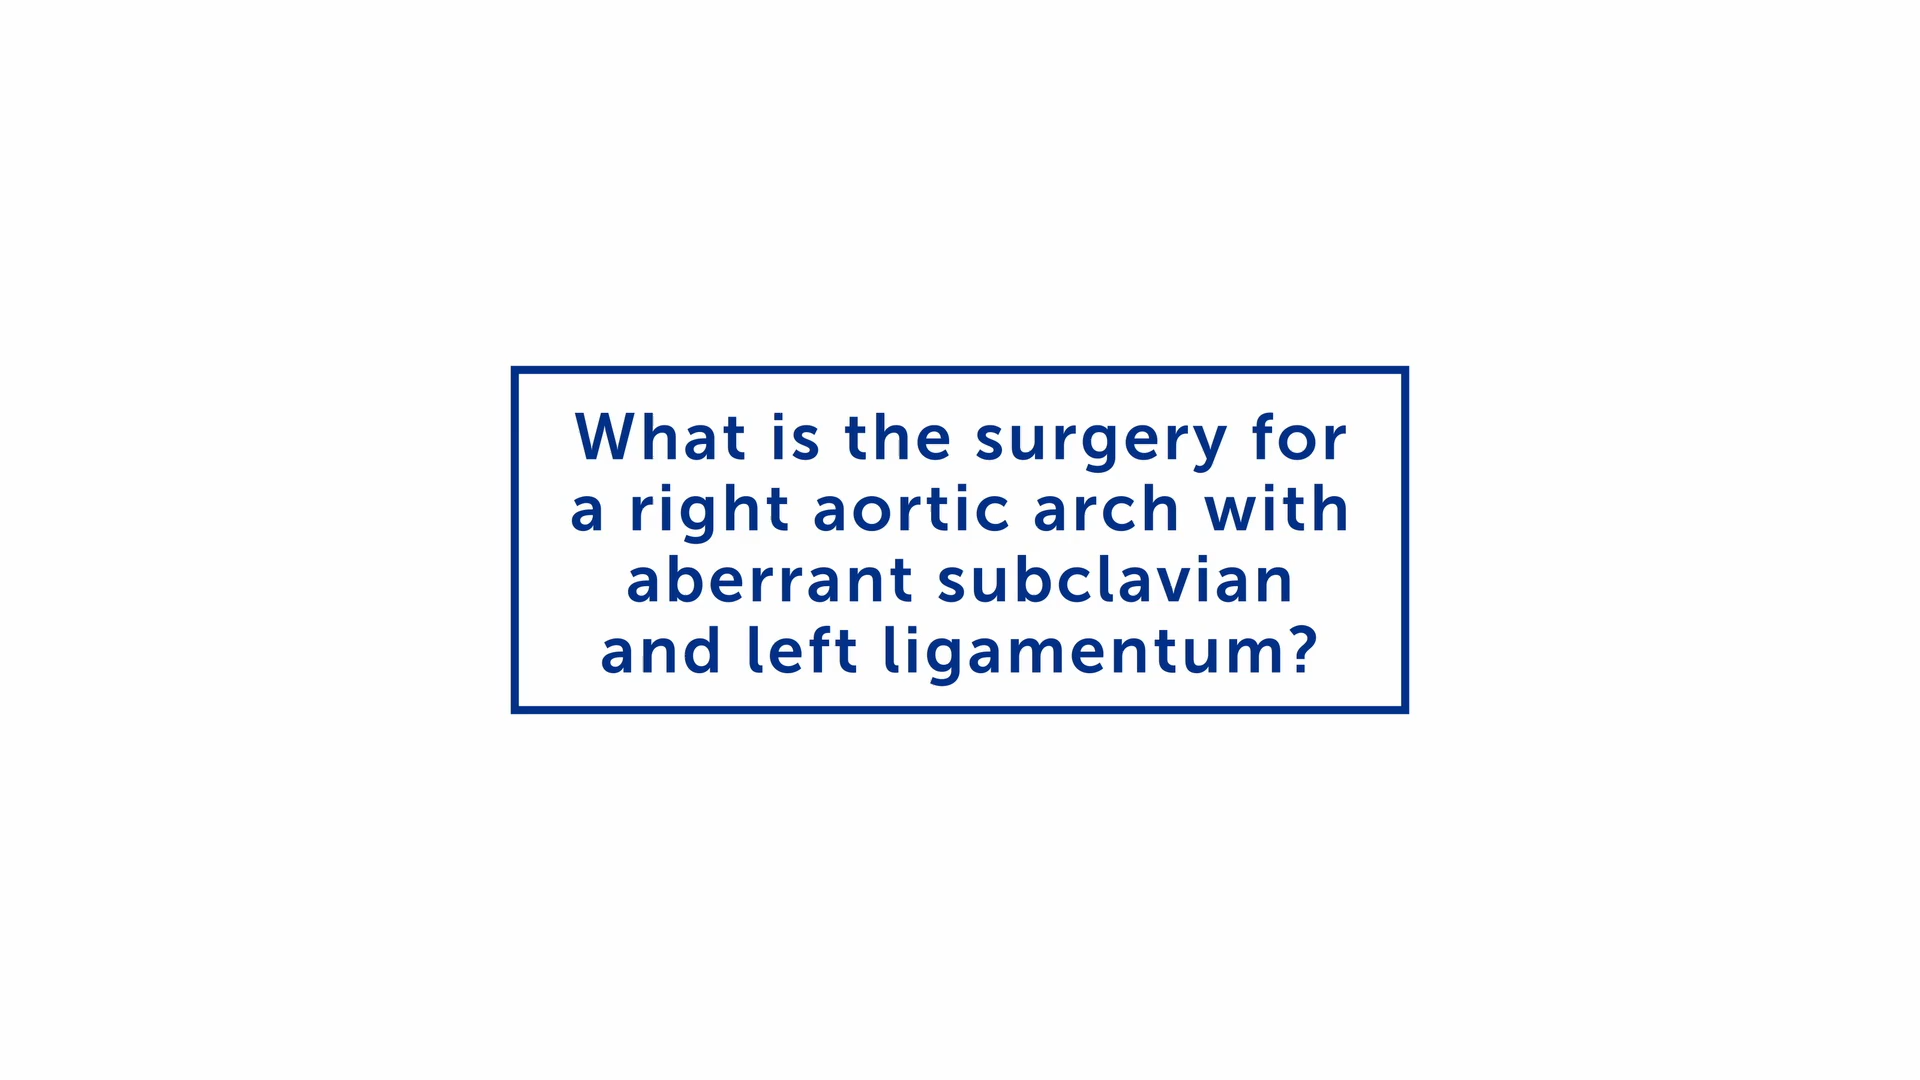 What is the surgery for
a right aortic arch with
aberrant subclavian
and left ligamentum?